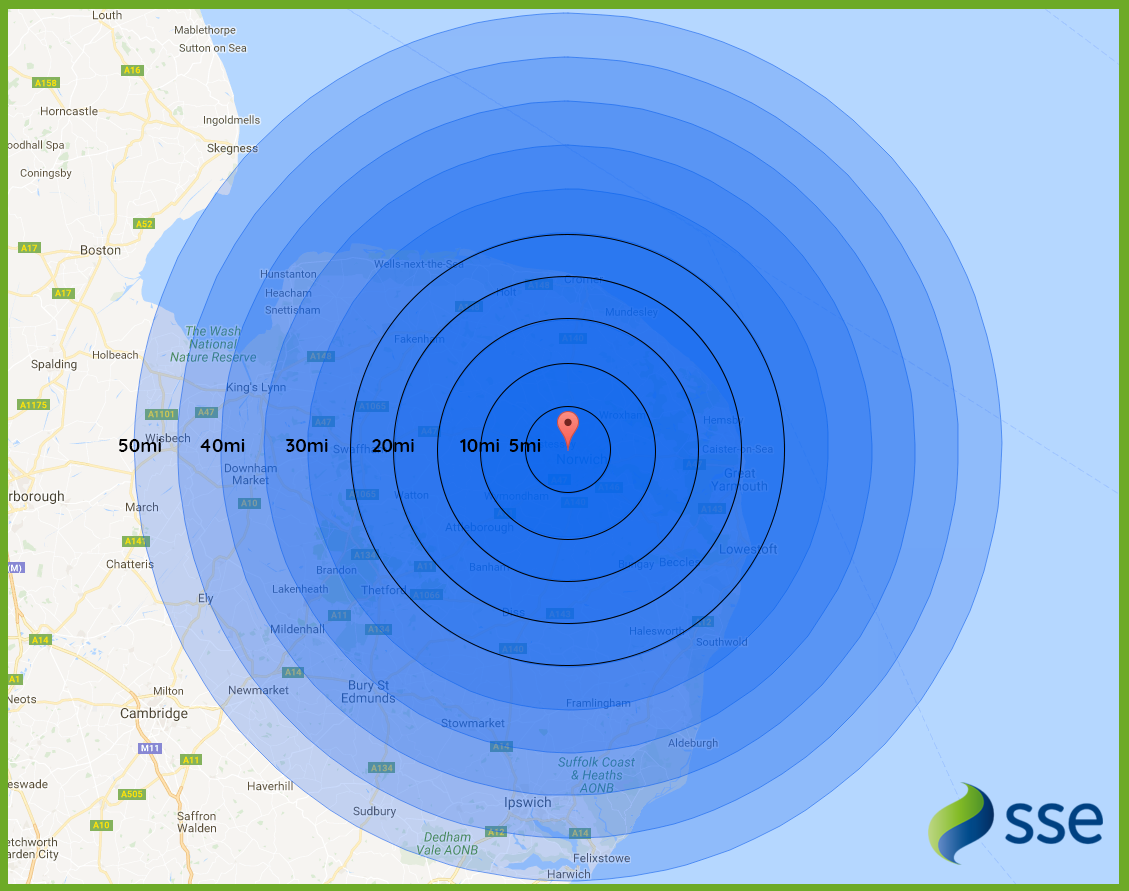 Louth
Mablethorpe
Sutton on Sea
A16
A158
Horncastle
Ingoldmells
oodhall Spa
Skegness
Coningsby
A52
A17
Boston
Wells-next-the-Sea
Hunstanton
Cromer
A17
Heacham
Holt
A148
Snettisham
Mundesley
The Wash
National
Nature Reserve
Fakenham
A140
Holbeach
A148
Spalding
King's Lynn
A1175
A1101
A47
A1065
Wroxham
A47
Hemsby
50mi
Wisbech
40mi
30mi
Swaffham
20mi
10mi
5mi
Caister-on-Sea
Norwich
Downham
Market
Great
Yarmouth
rborough
March
A10
A1065
Watton
Wymondham
A143
Attleborough
A141
Lowestoft
A134
(M)
Chatteris
Brandon
A11
Banham
Bungay
Beccles
Lakenheath
Thetford
A1066
Ely
Diss
A143
A11
A134
A12
Mildenhall
Halesworth
Southwold
A14
A140
A14
A1
Newmarket
Bury St
Edmunds
Milton
Neots
Framlingham
Cambridge
Stowmarket
Aldeburgh
M11
A14
A11
A134
Suffolk Coast
& Heaths
AONB
eswade
Haverhill
A505
Ipswich
Sudbury
Saffron
Walden
A10
A12
A14
etchworth
arden City
Dedham
Vale AONB
Felixstowe
Harwich
sse